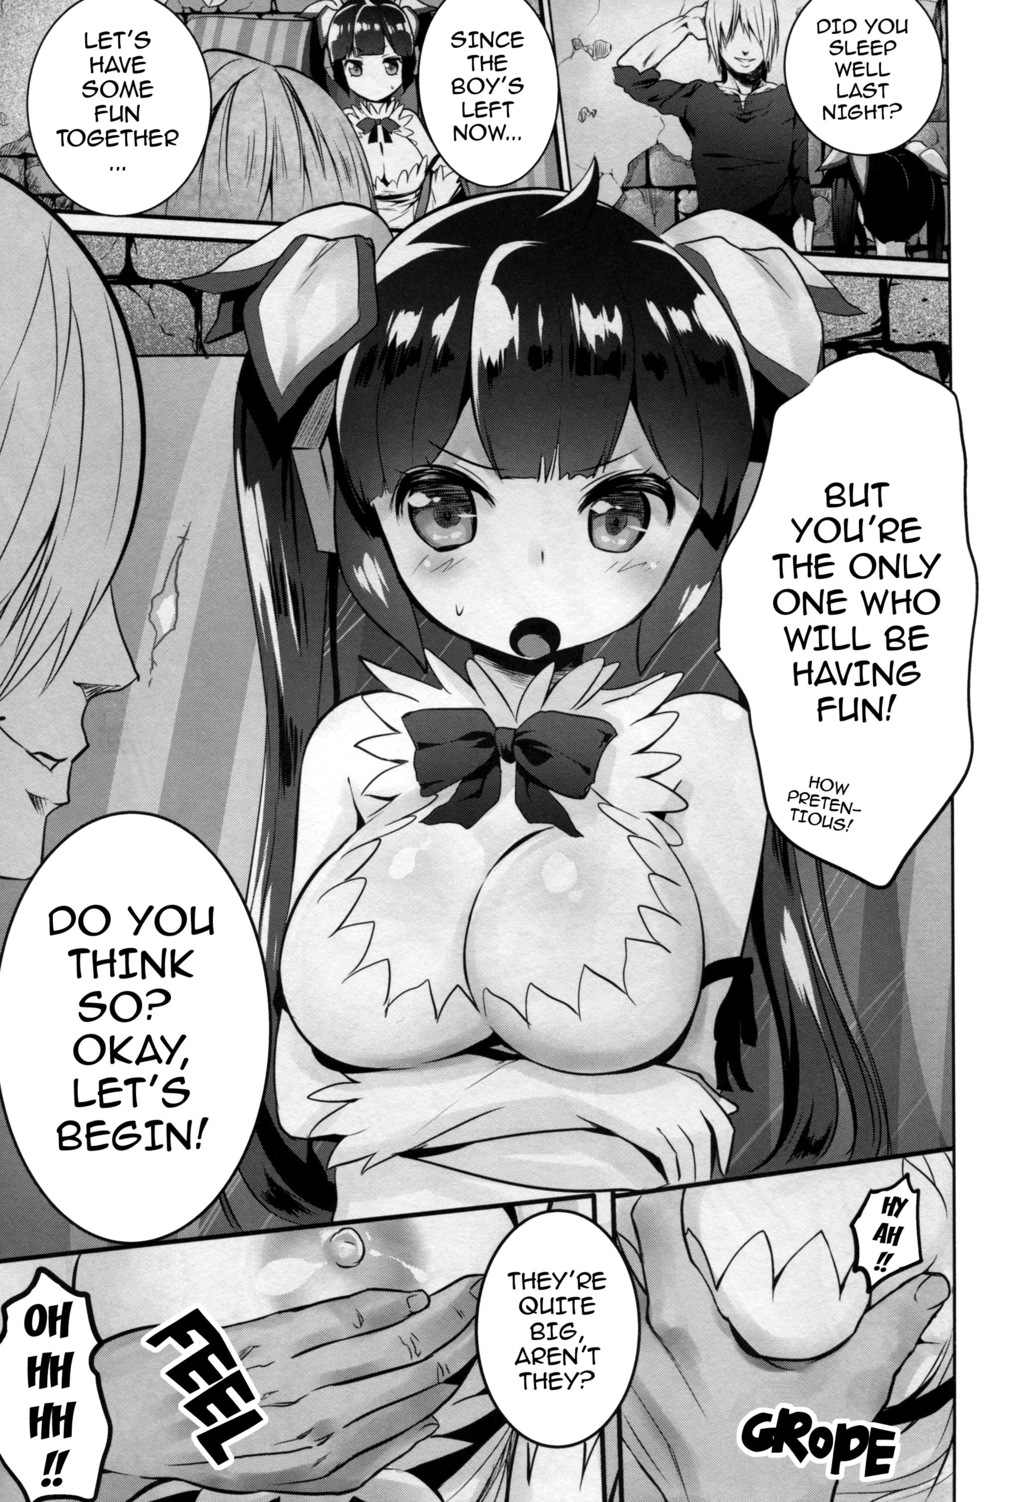 DID YOU
SLEEP
WELL
LAST
NIGHT?
SINCE
THE
BOY'S
LEFT
NOW...
LET'S
HAVE
SOME
FUN
TOGETHER
...
BUT
YOU'RE
THE ONLY
ONE WHO
WILL BE
HAVING
FUN!
HOW
PRETEN-
TIOUS!
DO YOU
THINK
SO?
OKAY,
LET'S
BEGIN!
HY
AH
!!
GROPE
THEY'RE
QUITE
BIG,
AREN'T
THEY?
FEEL
OH
HH
HH
!!